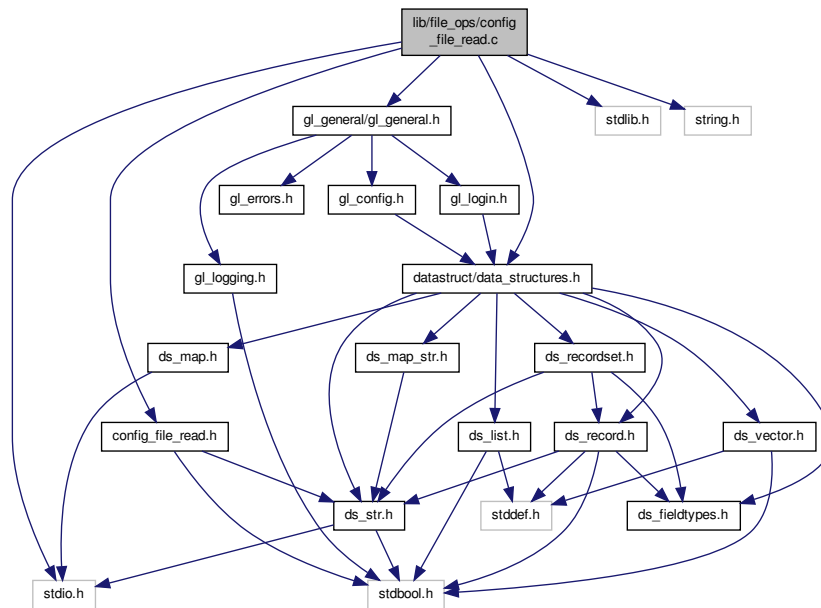 lib/file_ops/config
_file_read.c
gl_general/gl_general.h
stdlib.h
string.h
gl_errors.h
gl_config.h
gl_login.h
gl_logging.h
datastruct/data_structures.h
ds_map.h
ds_map_str.h
ds_recordset.h
config_file_read.h
ds_list.h
ds_record.h
ds_vector.h
ds_str.h
stddef.h
ds_fieldtypes.h
stdio.h
stdbool.h